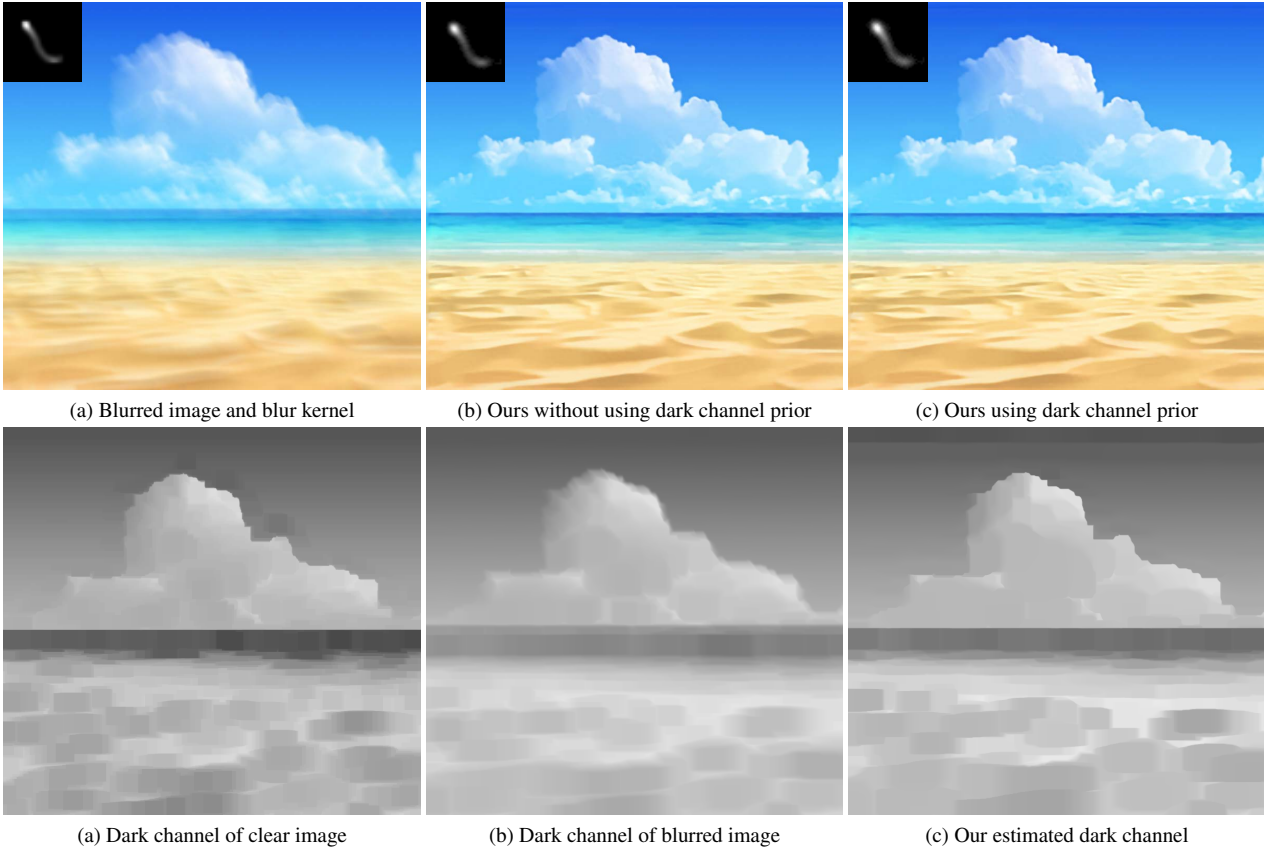 (a) Blurred image and blur kernel
(b) Ours without using dark channel prior
(c) Ours using dark channel prior
(a) Dark channel of clear image
(b) Dark channel of blurred image
(c) Our estimated dark channel